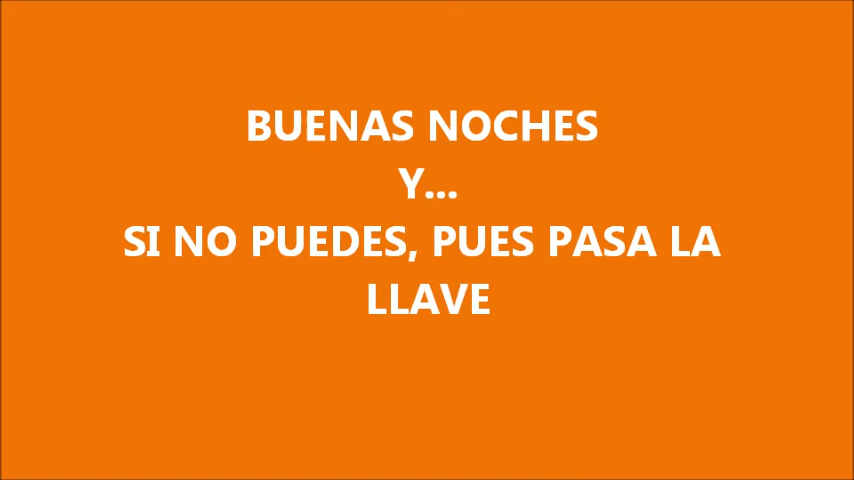 BUENAS NOCHES
Y...
SI NO PUEDES, PUES PASA LA
LLAVE